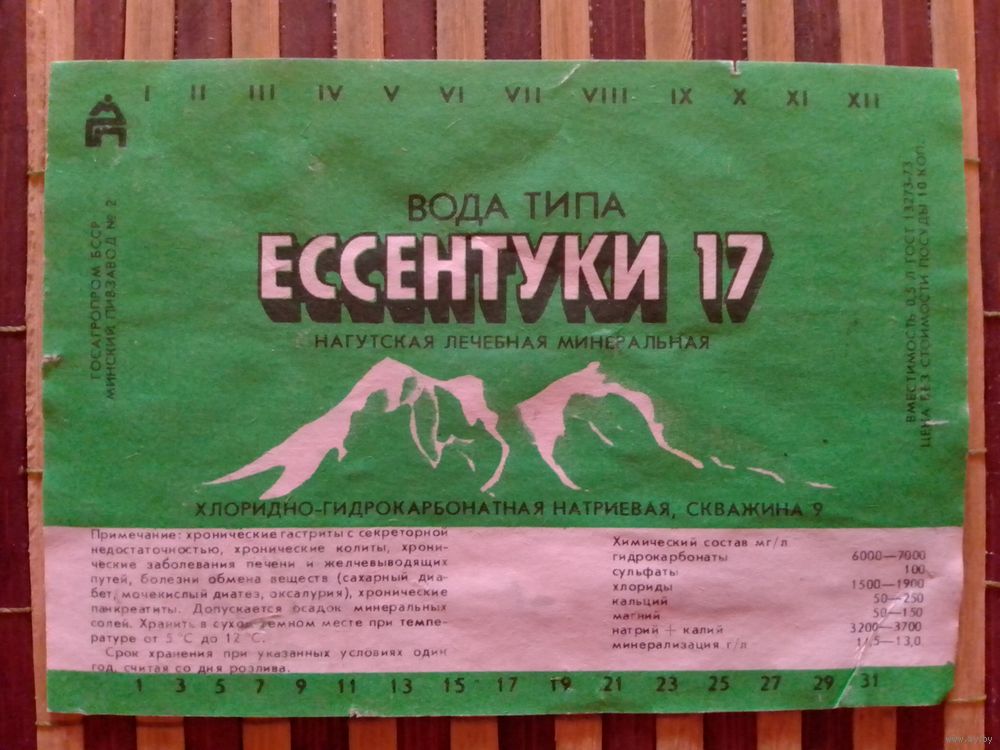 I II III IV V VI VII VIII IX X XI XII
ГОСАГРОПРОМ БССР
МИНСКИЙ ПИВЗАВОД № 2
ВОДА ТИПА
ЕССЕНТУКИ 17
НАГУТСКАЯ ЛЕЧЕБНАЯ МИНЕРАЛЬНАЯ
ХЛОРИДНО-ГИДРОКАРБОНАТНАЯ НАТРИЕВАЯ, СКВАЖИНА 9
ВМЕСТИМОСТЬ 0,5 Л ГОСТ 13273-73
ЦЕНА БЕЗ СТОИМОСТИ ПОСУДЫ 10 КОП.
Примечание: хронические гастриты с секреторной
недостаточностью, хронические колиты, хрони-
ческие заболевания печени и желчевыводящих
путей, болезни обмена веществ (сахарный диа-
бет, мочекислый диатез, оксалурия), хронические
панкреатиты. Допускается осадок минеральных
солей. Хранить в сухом темном месте при темпе-
ратуре от 5 °С до 12 °С.
Срок хранения при указанных условиях один
год, считая со дня розлива.
Химический состав мг/л
гидрокарбонаты 6000—7000
сульфаты 100
хлориды 1500—1900
кальций 50—250
магний 50—150
натрий + калий 3200—3700
минерализация г/л 11,5—13,0
1 3 5 7 9 11 13 15 17 19 21 23 25 27 29 31